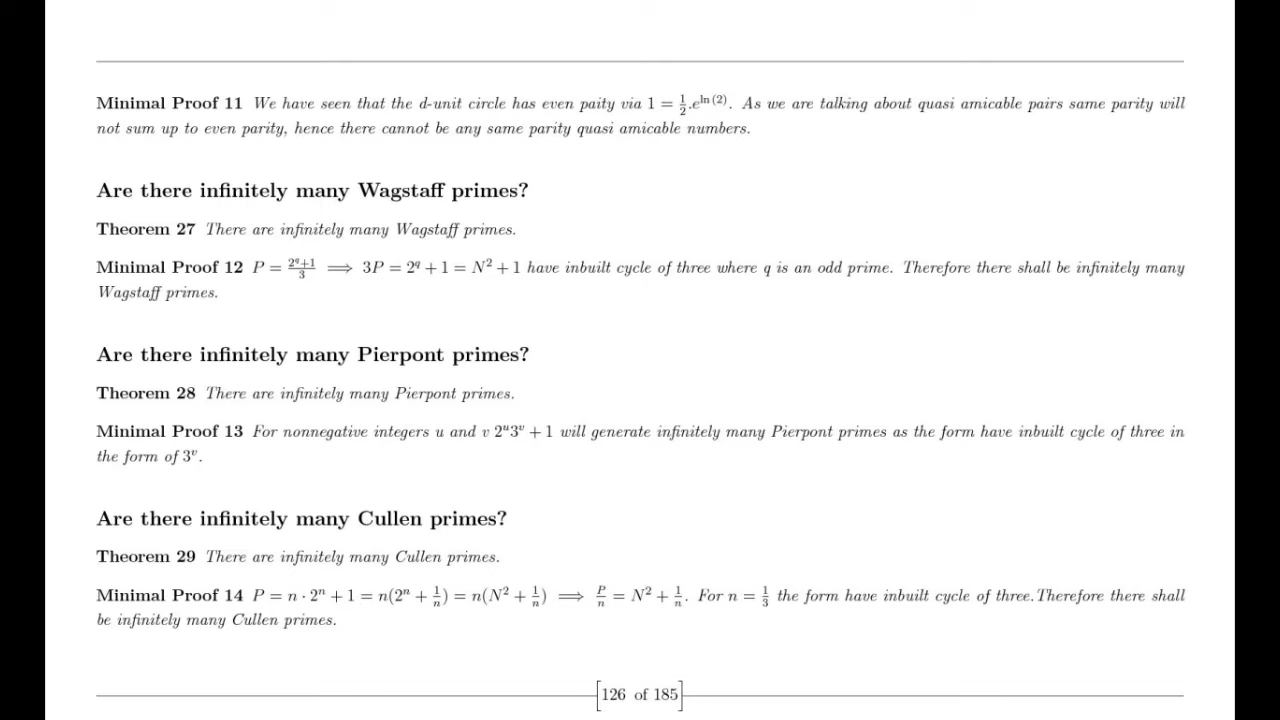 Minimal Proof 11 We have seen that the d-unit circle has even paity via 1 = 1/2.e^ln(2). As we are talking about quasi amicable pairs same parity will
not sum up to even parity, hence there cannot be any same parity quasi amicable numbers.
Are there infinitely many Wagstaff primes?
Theorem 27 There are infinitely many Wagstaff primes.
Minimal Proof 12 P = (2^q+1)/3 ⟹ 3P = 2^q + 1 = N² + 1 have inbuilt cycle of three where q is an odd prime. Therefore there shall be infinitely many
Wagstaff primes.
Are there infinitely many Pierpont primes?
Theorem 28 There are infinitely many Pierpont primes.
Minimal Proof 13 For nonnegative integers u and v 2^u3^v + 1 will generate infinitely many Pierpont primes as the form have inbuilt cycle of three in
the form of 3^v.
Are there infinitely many Cullen primes?
Theorem 29 There are infinitely many Cullen primes.
Minimal Proof 14 P = n · 2^n + 1 = n(2^n + 1/n) = n(N² + 1/n) ⟹ P/n = N² + 1/n. For n = 1/3 the form have inbuilt cycle of three.Therefore there shall
be infinitely many Cullen primes.
[126 of 185]